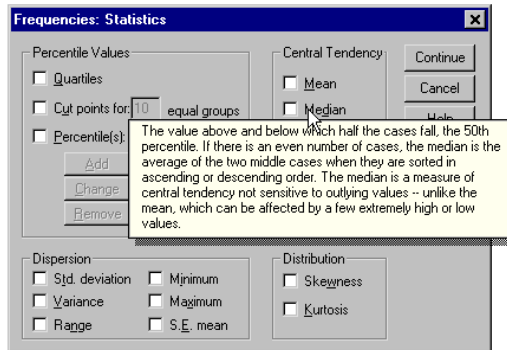 Frequencies: Statistics
Percentile Values
Quartiles
Cut points for: 10 equal groups
Percentile(s):
Add
Change
Remove
Central Tendency
Mean
Median
Continue
Cancel
Help
The value above and below which half the cases fall, the 50th
percentile. If there is an even number of cases, the median is the
average of the two middle cases when they are sorted in
ascending or descending order. The median is a measure of
central tendency not sensitive to outlying values -- unlike the
mean, which can be affected by a few extremely high or low
values.
Dispersion
Std. deviation
Minimum
Variance
Maximum
Range
S.E. mean
Distribution
Skewness
Kurtosis